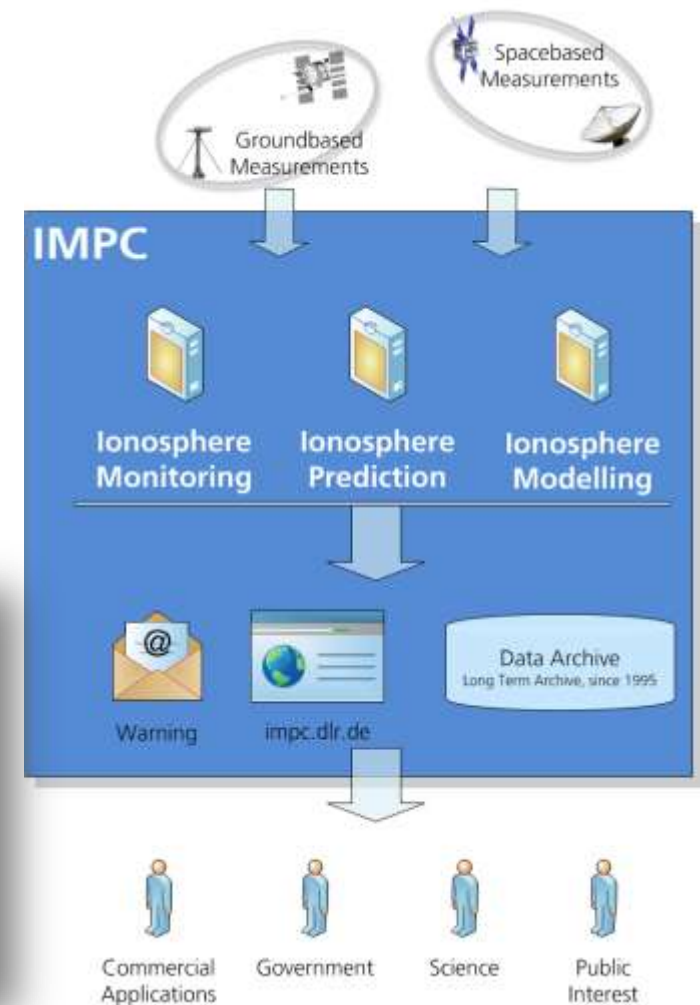 Spacebased
Measurements
Groundbased
Measurements
IMPC
Ionosphere
Monitoring
Ionosphere
Prediction
Ionosphere
Modelling
@
Warning
impc.dlr.de
Data Archive
Long Term Archive, since 1995
Commercial
Applications
Government
Science
Public
Interest